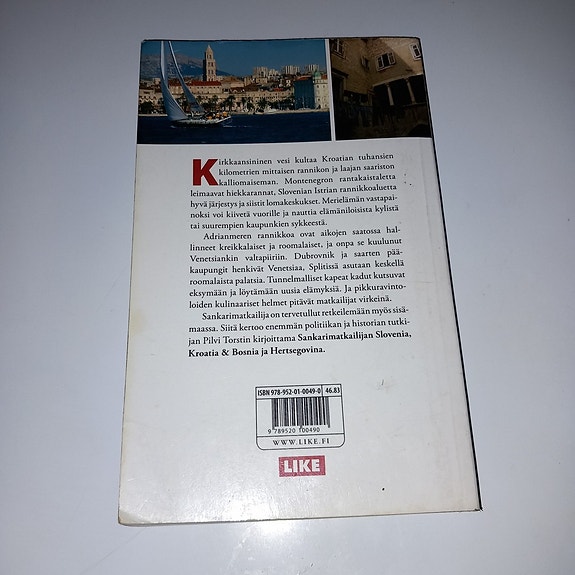 Kirkkaansininen vesi kultaa Kroatian tuhansien
kilometrien mittaisen rannikon ja laajan saariston
kalliomaiseman. Montenegron rantakaistaletta
leimaavat hiekkarannat, Slovenian Istrian rannikkoaluetta
hyvä järjestys ja siistit lomakeskukset. Merielämän vastapai-
noksi voi kiivetä vuorille ja nauttia elämäniloisista kylistä
tai suurempien kaupunkien sykkeestä.
Adrianmeren rannikkoa ovat aikojen saatossa hal-
linneet kreikkalaiset ja roomalaiset, ja onpa se kuulunut
Venetsiankin valtapiiriin. Dubrovnik ja saarten pää-
kaupungit henkivät Venetsiaa, Splitissä asutaan keskellä
roomalaista palatsia. Tunnelmalliset kapeat kadut kutsuvat
eksymään ja löytämään uusia elämyksiä. Ja pikkuravinto-
loiden kulinaariset helmet pitävät matkailijat virkeinä.
Sankarimatkailija on tervetullut retkeilemään myös sisä-
maassa. Siitä kertoo enemmän politiikan ja historian tutki-
jan Pilvi Torstin kirjoittama Sankarimatkailijan Slovenia,
Kroatia & Bosnia ja Hertsegovina.
ISBN 978-952-01-0049-0 46.83
9 789520 100490
WWW.LIKE.FI
LIKE